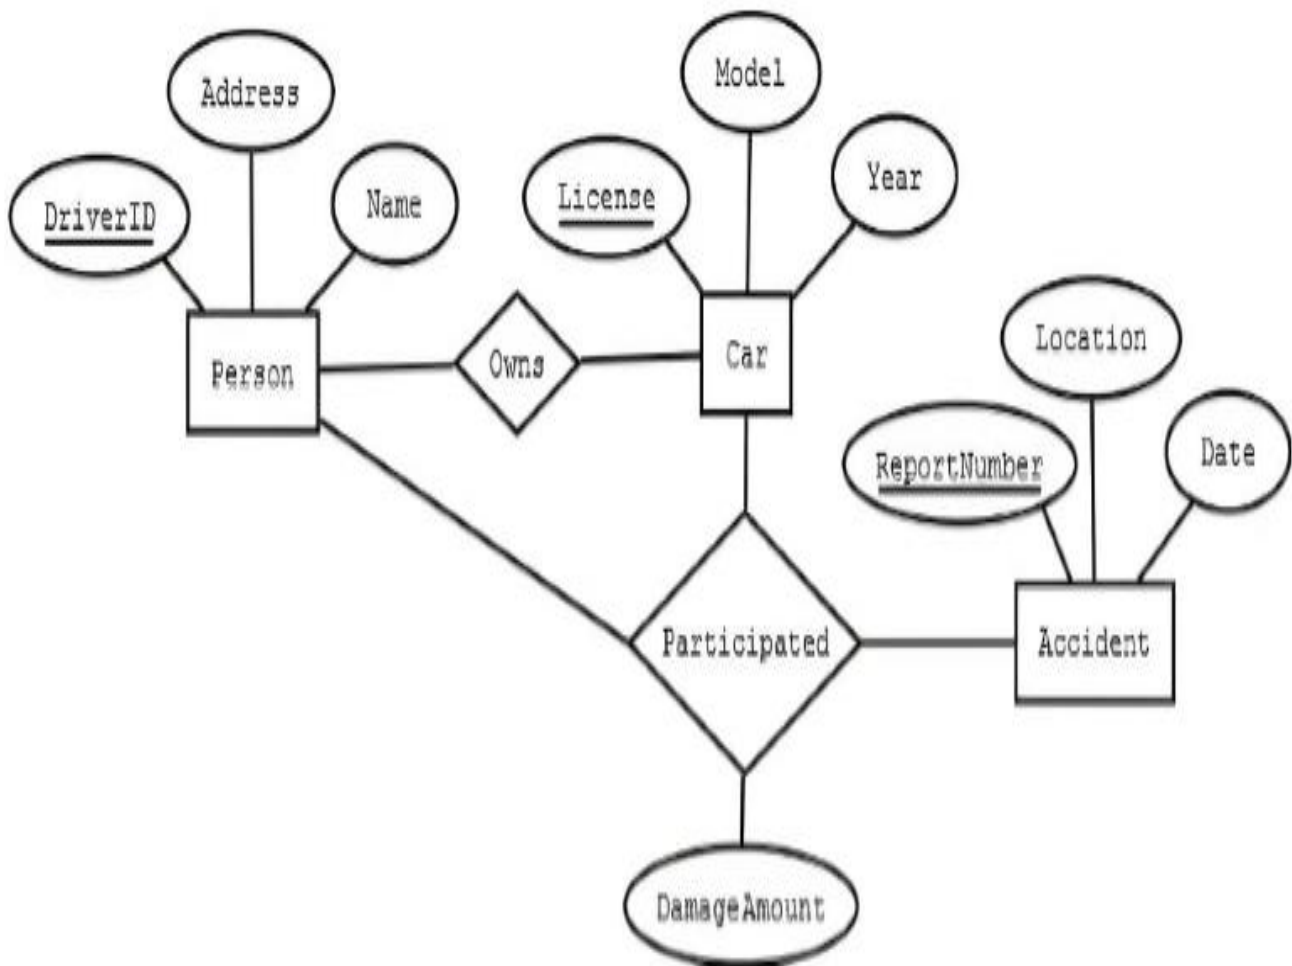 Model
Address
Year
License
Name
DriverID
Location
Car
Owns
Person
Date
ReportNumber
Participated
Accident
DamageAmount